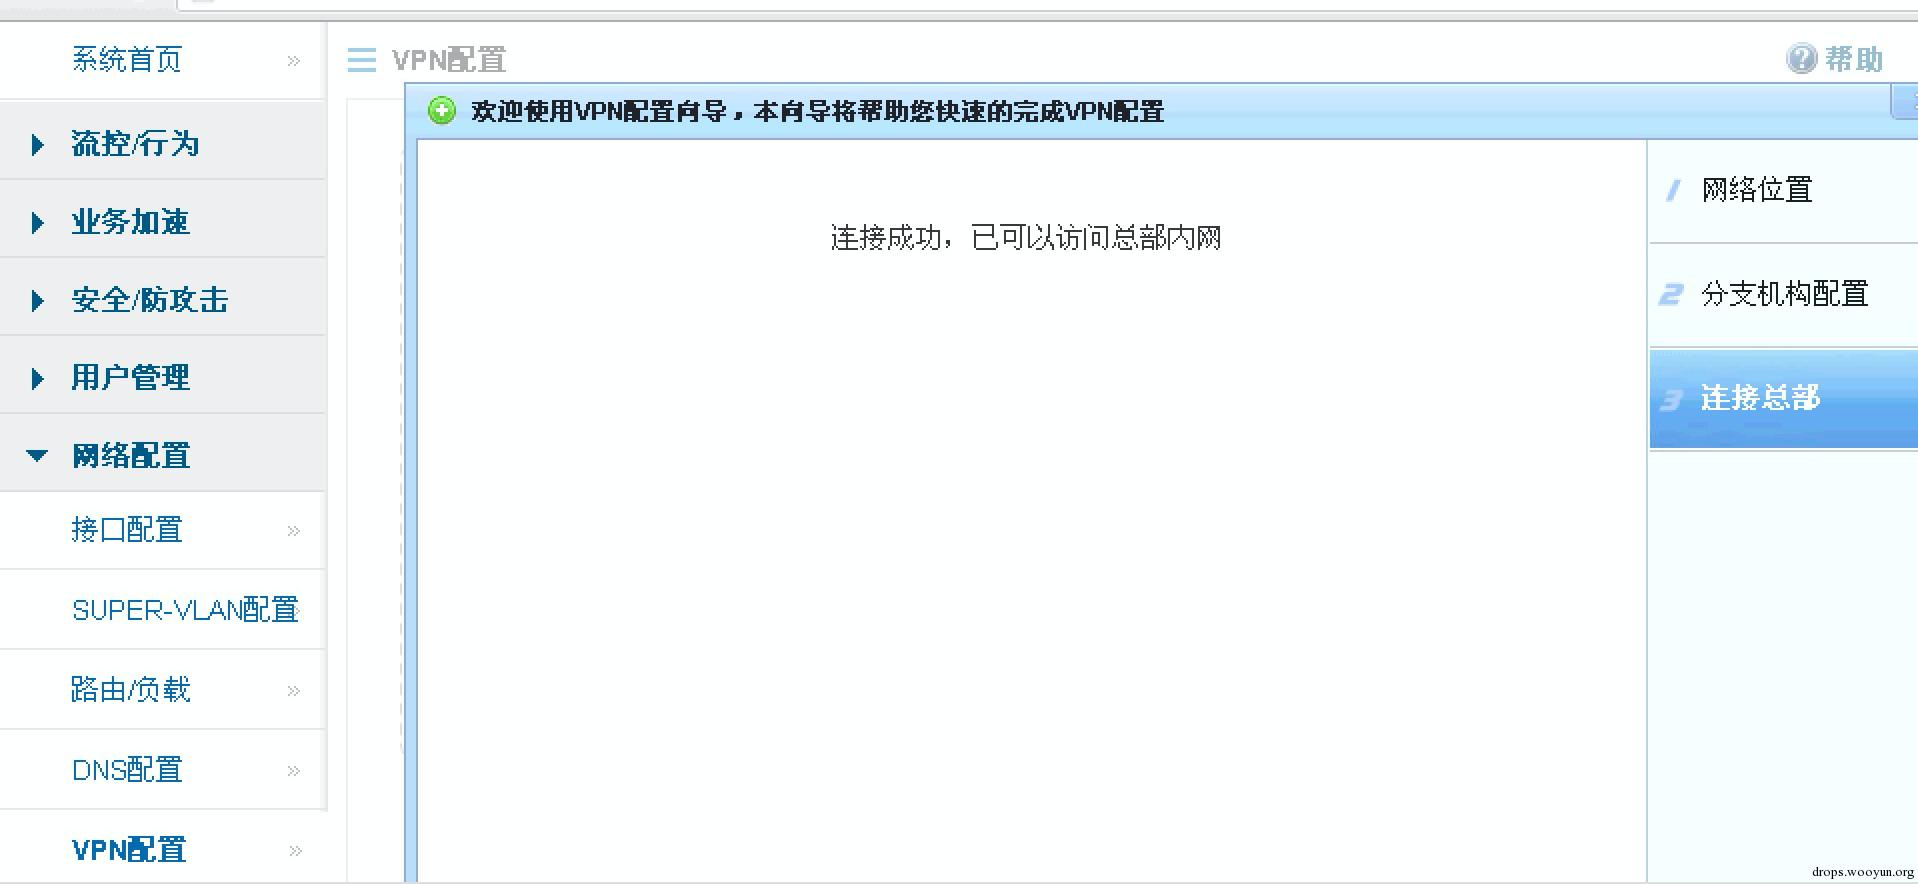 系统首页
流控/行为
业务加速
安全/防攻击
用户管理
网络配置
接口配置
SUPER-VLAN配置
路由/负载
DNS配置
VPN配置
VPN配置
帮助
欢迎使用VPN配置向导，本向导将帮助您快速的完成VPN配置
连接成功，已可以访问总部内网
1 网络位置
2 分支机构配置
3 连接总部
drops.wooyun.org